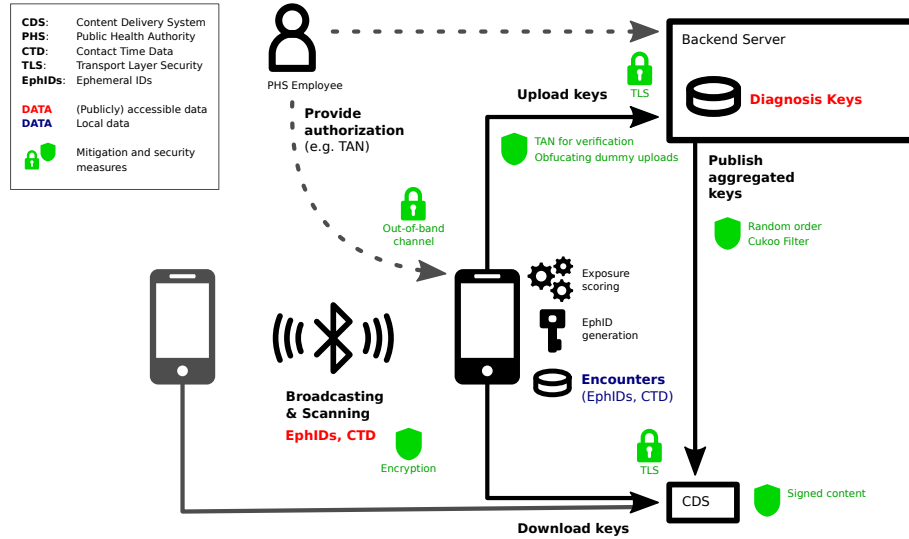 CDS: Content Delivery System
PHS: Public Health Authority
CTD: Contact Time Data
TLS: Transport Layer Security
EphIDs: Ephemeral IDs
DATA (Publicly) accessible data
DATA Local data
Mitigation and security
measures
PHS Employee
Provide
authorization
(e.g. TAN)
Out-of-band
channel
Upload keys
TLS
TAN for verification
Obfucating dummy uploads
Backend Server
Diagnosis Keys
Publish
aggregated
keys
Random order
Cukoo Filter
Exposure
scoring
EphID
generation
Encounters
(EphIDs, CTD)
Broadcasting
& Scanning
EphIDs, CTD
Encryption
TLS
CDS
Signed content
Download keys